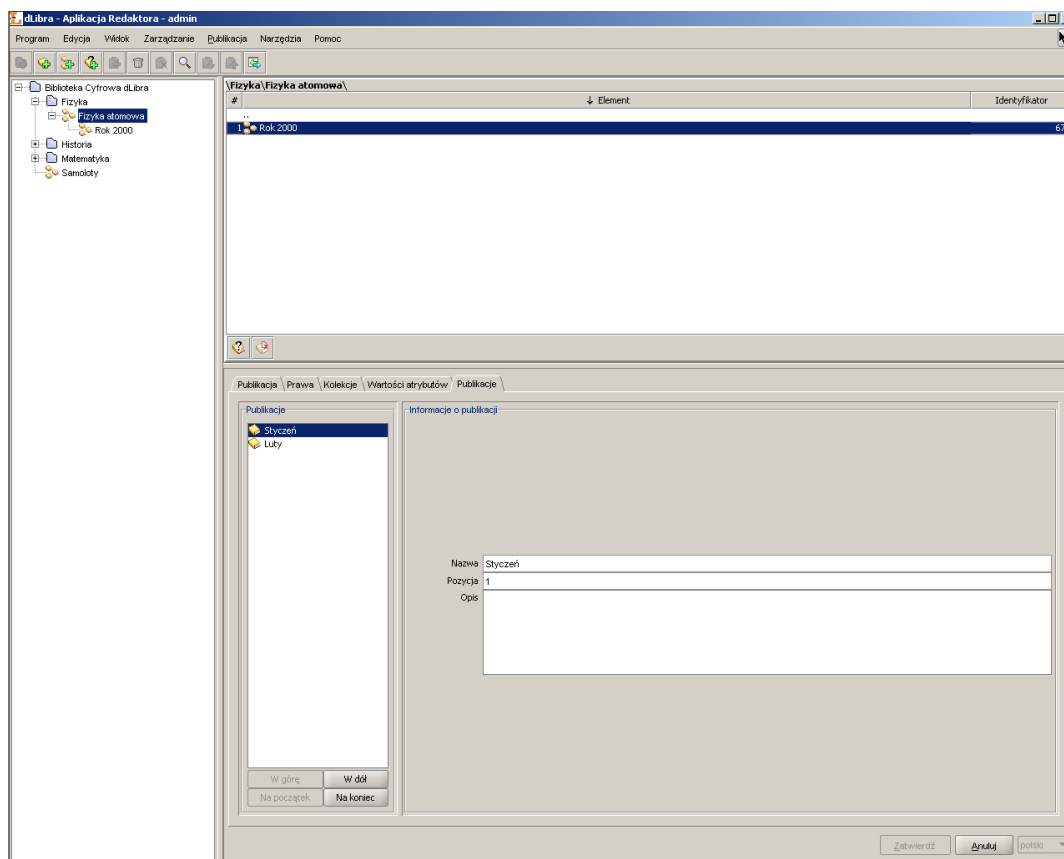 dLibra - Aplikacja Redaktora - admin
Program Edycja Widok Zarządzanie Publikacja Narzędzia Pomoc
Biblioteka Cyfrowa dLibra
Fizyka
Fizyka atomowa
Rok 2000
Historia
Matematyka
Samoloty
\Fizyka\Fizyka atomowa\
# ↓ Element Identyfikator
..
1 Rok 2000 67
Publikacja Prawa Kolekcje Wartości atrybutów Publikacje
Publikacje
Styczeń
Luty
W górę W dół
Na początek Na koniec
Informacje o publikacji
Nazwa Styczeń
Pozycja 1
Opis
Zatwierdź Anuluj polski